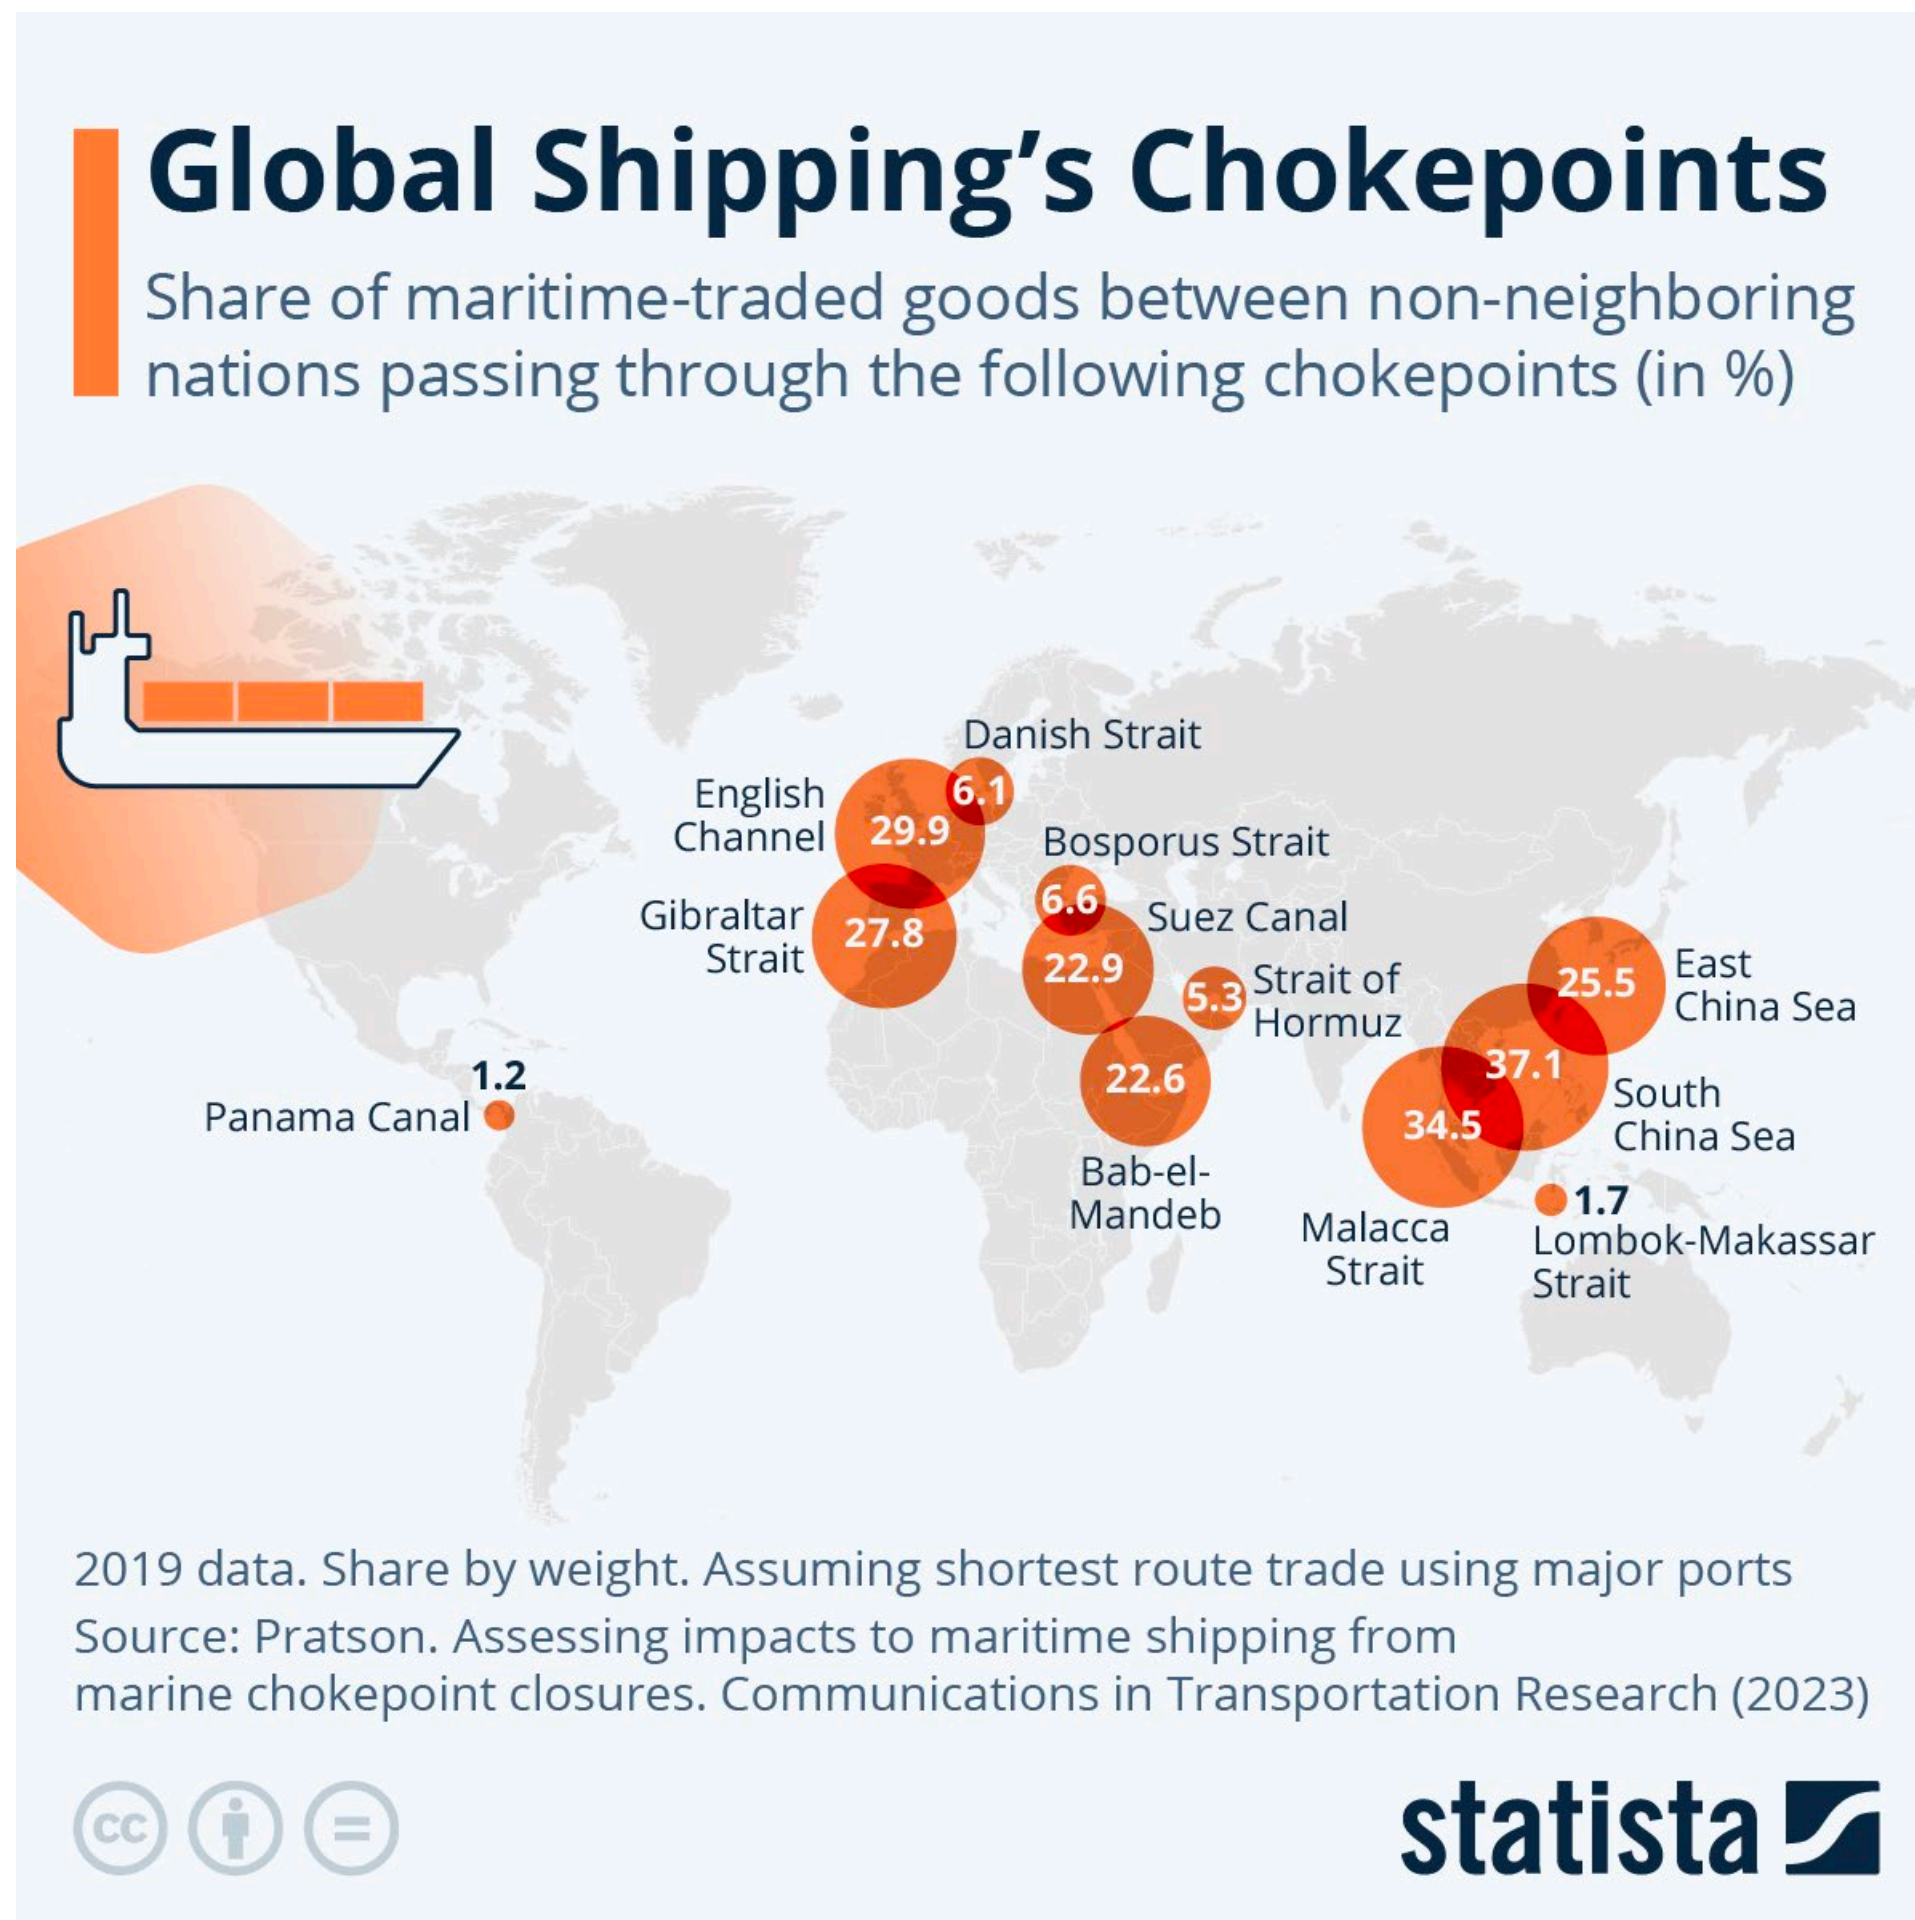 Global Shipping's Chokepoints
Share of maritime-traded goods between non-neighboring
nations passing through the following chokepoints (in %)
Danish Strait
6.1
English
Channel
29.9
Bosporus Strait
6.6
Gibraltar
Strait
27.8
Suez Canal
22.9
Strait of
Hormuz
5.3
East
China Sea
25.5
1.2
Panama Canal
22.6
Bab-el-
Mandeb
37.1
South
China Sea
34.5
Malacca
Strait
1.7
Lombok-Makassar
Strait
2019 data. Share by weight. Assuming shortest route trade using major ports
Source: Pratson. Assessing impacts to maritime shipping from
marine chokepoint closures. Communications in Transportation Research (2023)
cc
statista